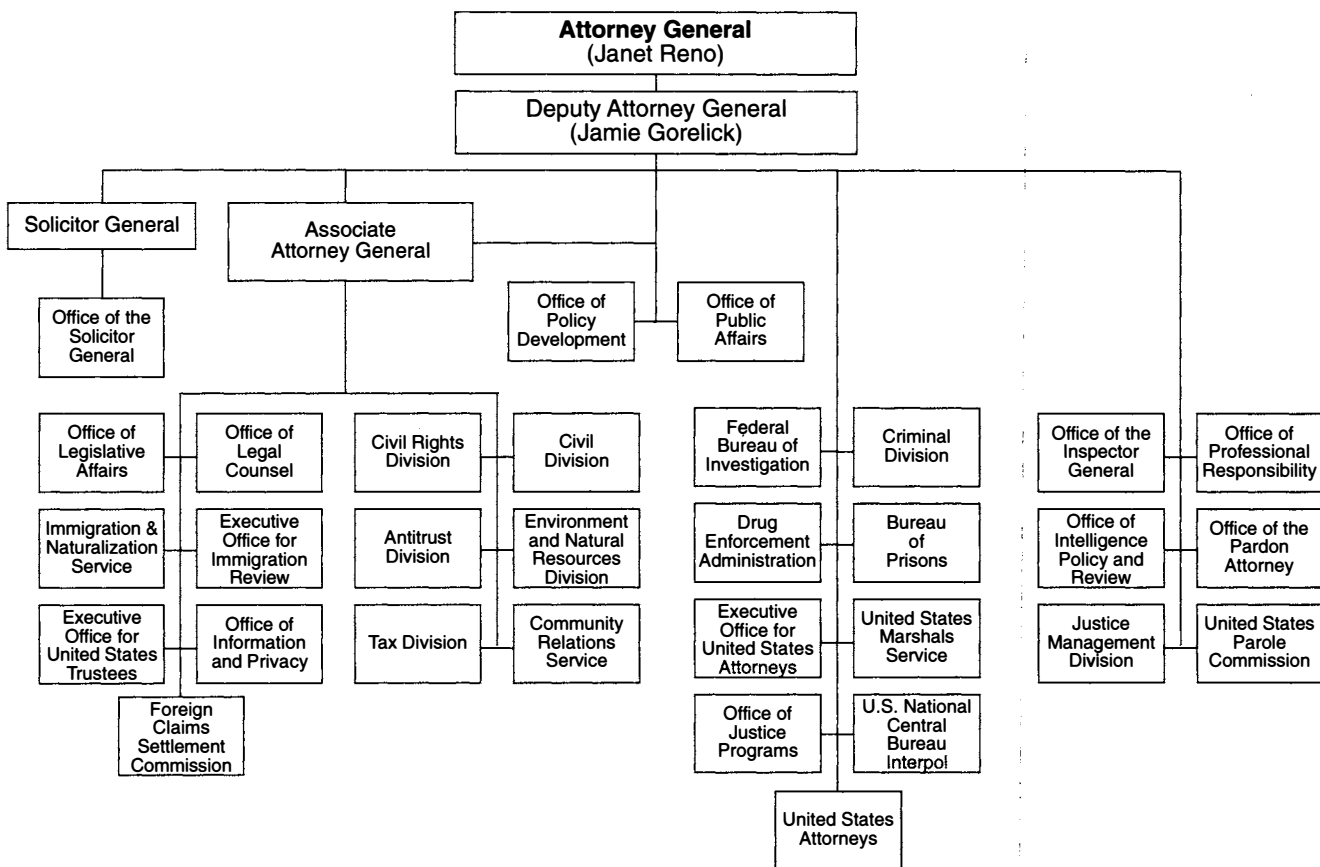 Attorney General
(Janet Reno)
Deputy Attorney General
(Jamie Gorelick)
Solicitor General
Associate
Attorney General
Office of the
Solicitor
General
Office of
Policy
Development
Office of
Public
Affairs
Office of
Legislative
Affairs
Office of
Legal
Counsel
Civil Rights
Division
Civil
Division
Federal
Bureau of
Investigation
Criminal
Division
Office of the
Inspector
General
Office of
Professional
Responsibility
Immigration &
Naturalization
Service
Executive
Office for
Immigration
Review
Antitrust
Division
Environment
and Natural
Resources
Division
Drug
Enforcement
Administration
Bureau
of
Prisons
Office of
Intelligence
Policy and
Review
Office of the
Pardon
Attorney
Executive
Office for
United States
Trustees
Office of
Information
and Privacy
Tax Division
Community
Relations
Service
Executive
Office for
United States
Attorneys
United States
Marshals
Service
Justice
Management
Division
United States
Parole
Commission
Foreign
Claims
Settlement
Commission
Office of
Justice
Programs
U.S. National
Central
Bureau
Interpol
United States
Attorneys